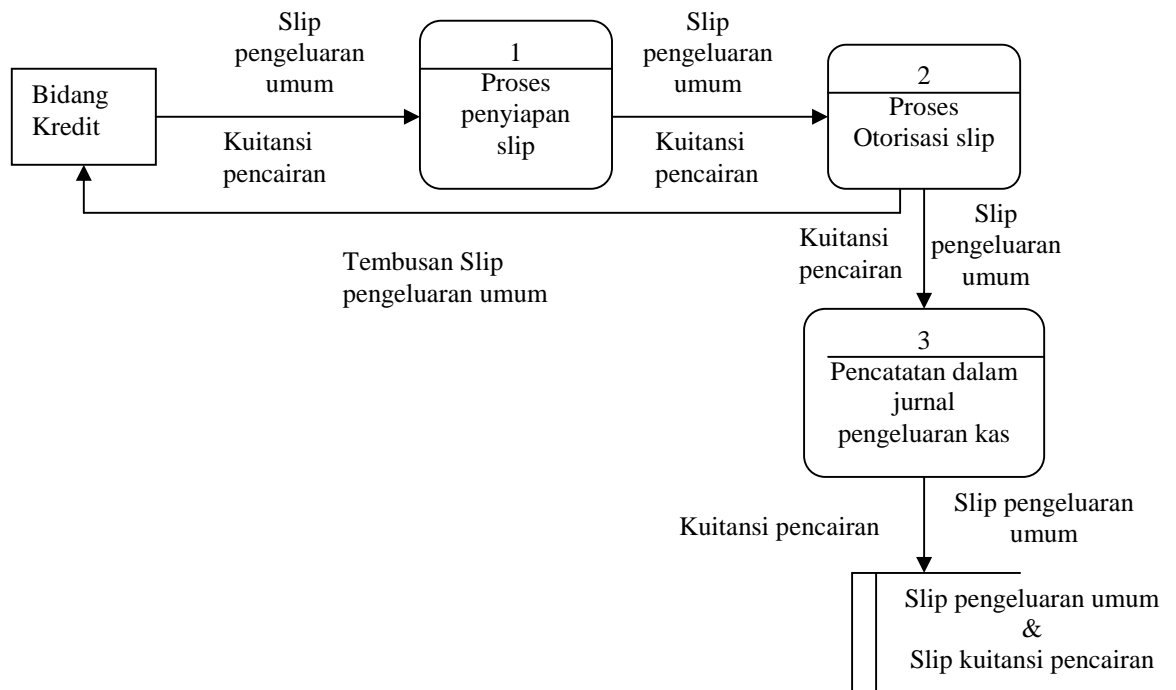 Bidang
Kredit
Slip
pengeluaran
umum
Kuitansi
pencairan
1
Proses
penyiapan
slip
Slip
pengeluaran
umum
Kuitansi
pencairan
2
Proses
Otorisasi slip
Tembusan Slip
pengeluaran umum
Kuitansi
pencairan
Slip
pengeluaran
umum
3
Pencatatan dalam
jurnal
pengeluaran kas
Kuitansi pencairan
Slip pengeluaran
umum
Slip pengeluaran umum
&
Slip kuitansi pencairan